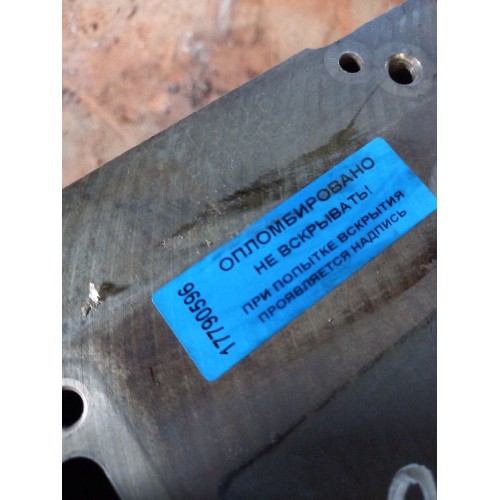 ОПЛОМБИРОВАНО
НЕ ВСКРЫВАТЬ!
ПРИ ПОПЫТКЕ ВСКРЫТИЯ
ПРОЯВЛЯЕТСЯ НАДПИСЬ
17790596